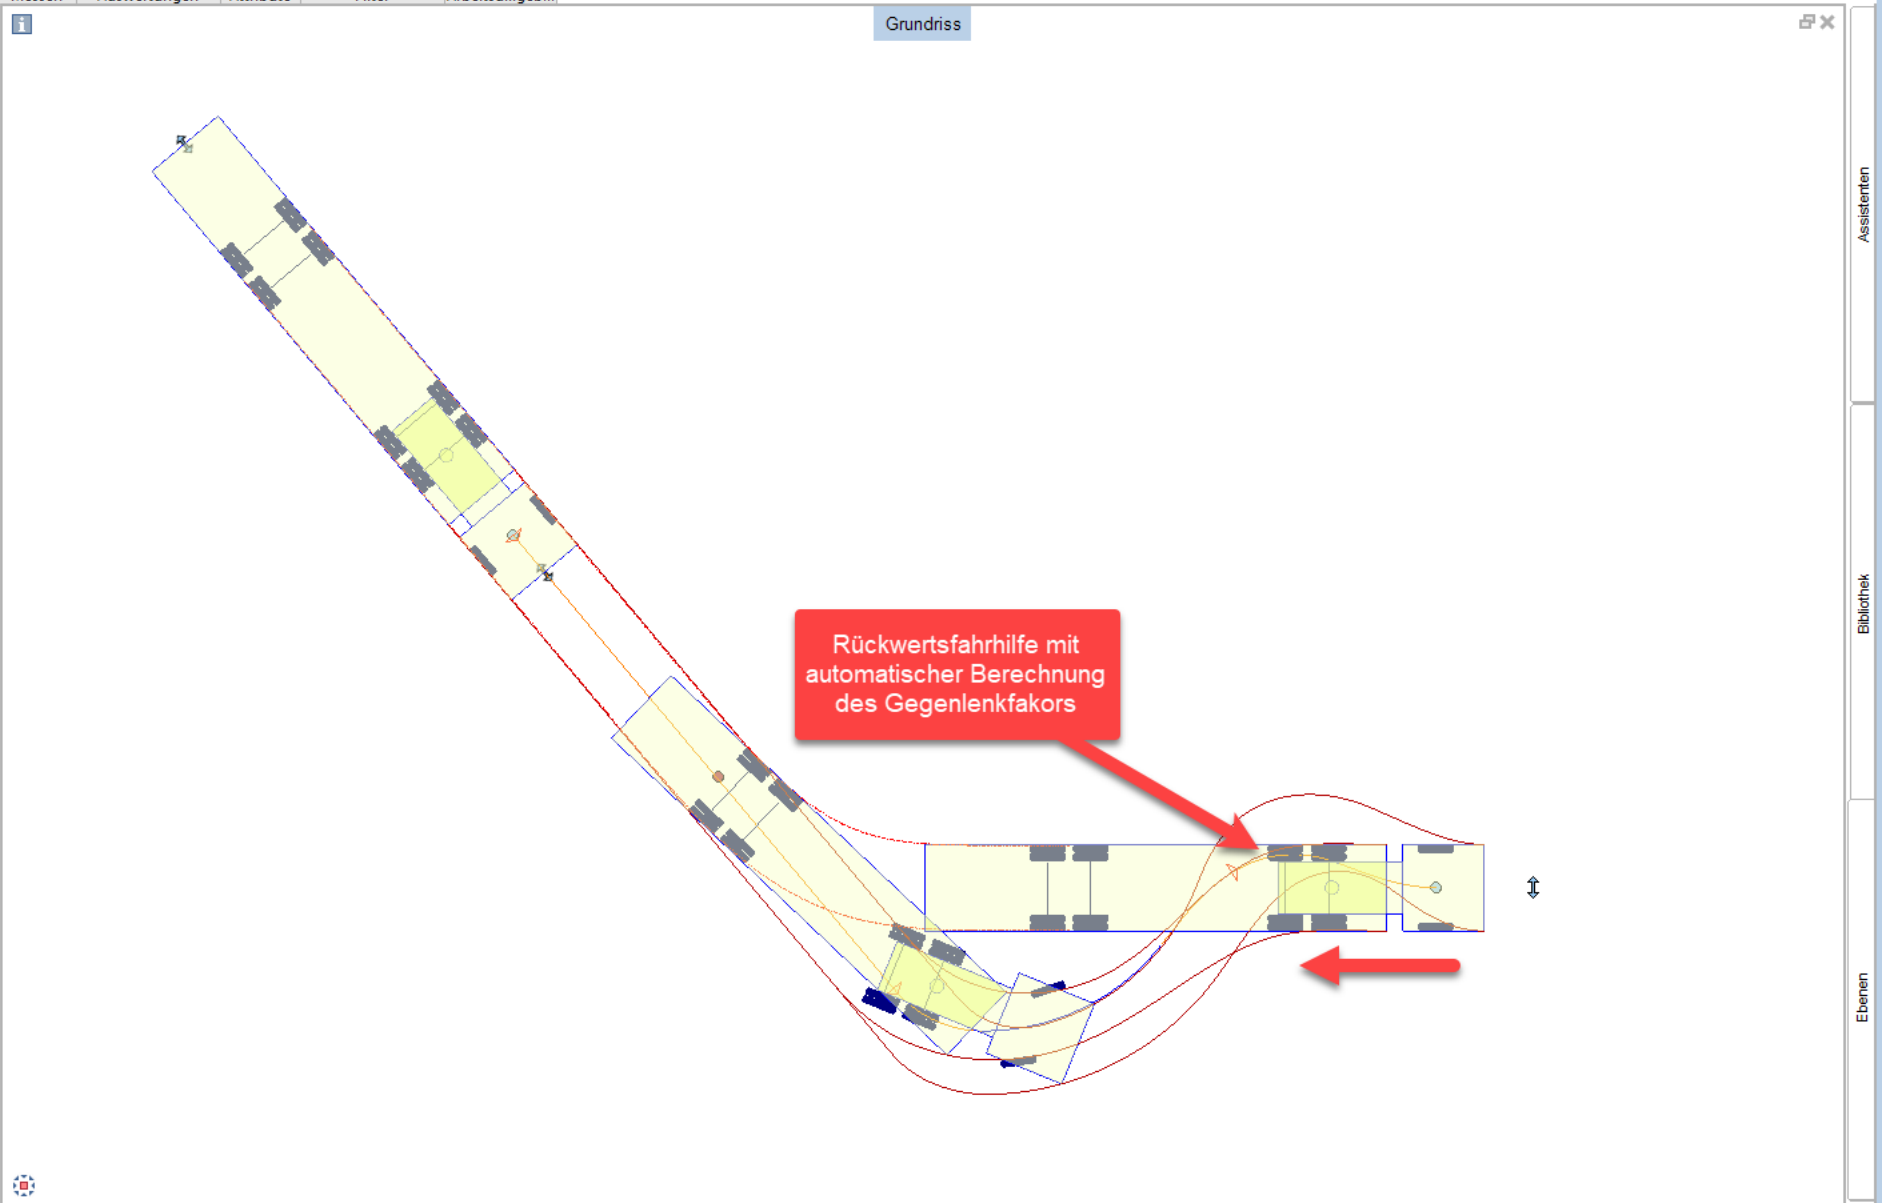 Grundriss
Rückwertsfahrhilfe mit
automatischer Berechnung
des Gegenlenkfakors
Assistenten
Bibliothek
Ebenen